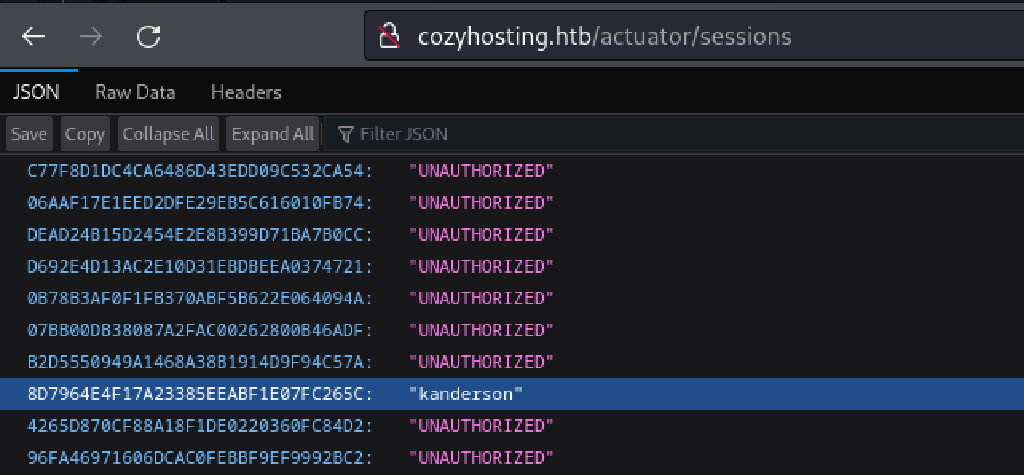 cozyhosting.htb/actuator/sessions
JSON Raw Data Headers
Save Copy Collapse All Expand All Filter JSON
C77F8D1DC4CA6486D43EDD09C532CA54: "UNAUTHORIZED"
06AAF17E1EED2DFE29EB5C616010FB74: "UNAUTHORIZED"
DEAD24B15D2454E2E8B399D71BA7B0CC: "UNAUTHORIZED"
D692E4D13AC2E10D31EBDBEEA0374721: "UNAUTHORIZED"
0B78B3AF0F1FB370ABF5B622E064094A: "UNAUTHORIZED"
07BB00DB38087A2FAC00262800B46ADF: "UNAUTHORIZED"
B2D5550949A1468A38B1914D9F94C57A: "UNAUTHORIZED"
8D7964E4F17A23385EEABF1E07FC265C: "kanderson"
4265D870CF88A18F1DE0220360FC84D2: "UNAUTHORIZED"
96FA46971606DCAC0FEBBF9EF9992BC2: "UNAUTHORIZED"